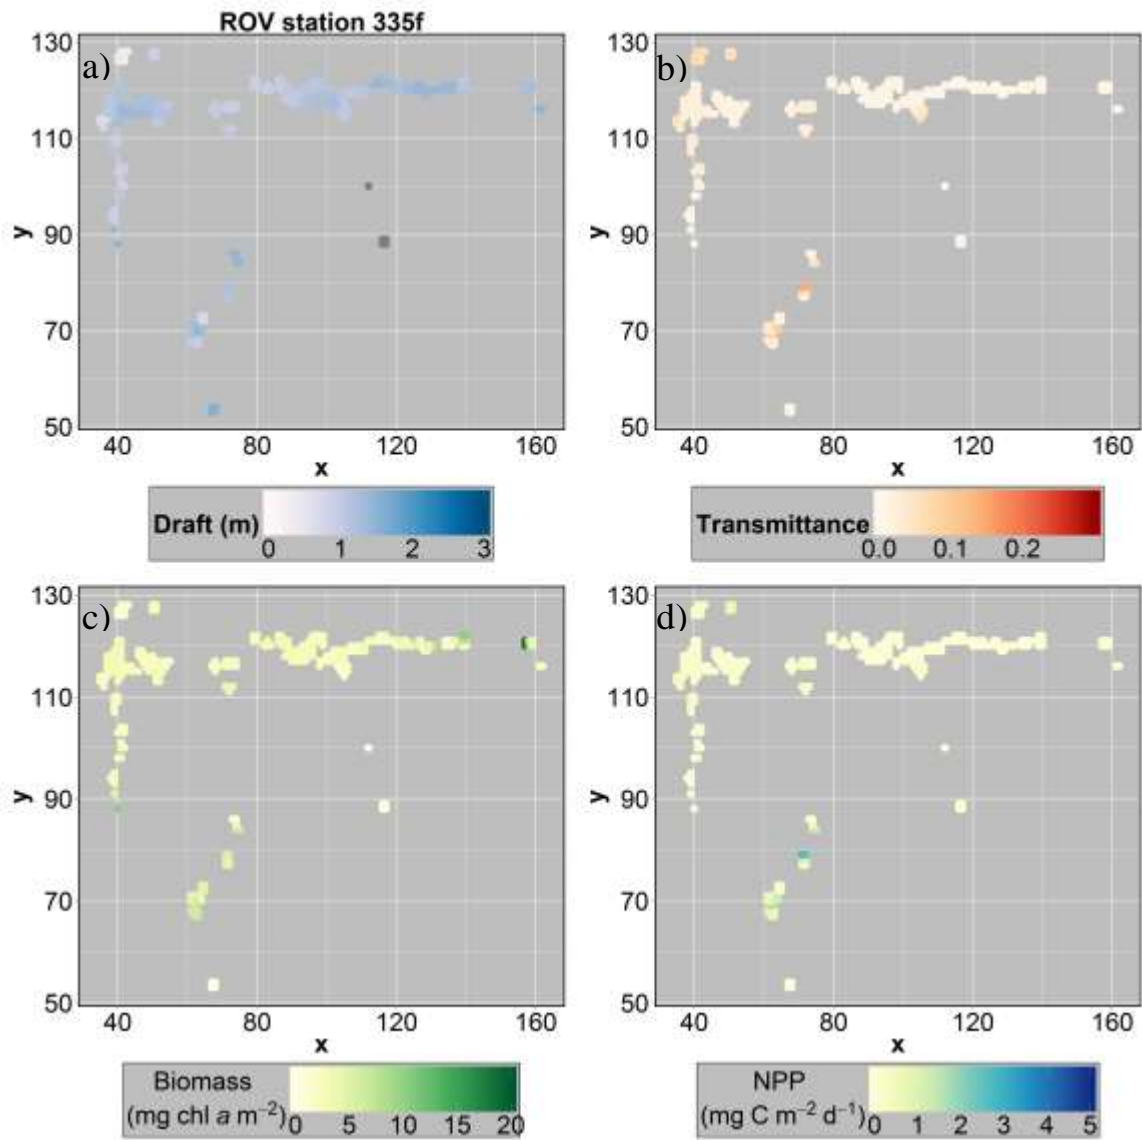 ROV station 335f
a)
130
110
90
70
50
y
40 80 120 160
x
Draft (m)
0 1 2 3
b)
130
110
90
70
50
y
40 80 120 160
x
Transmittance
0.0 0.1 0.2
c)
130
110
90
70
50
y
40 80 120 160
x
Biomass
(mg chl a m⁻²)
0 5 10 15 20
d)
130
110
90
70
50
y
40 80 120 160
x
NPP
(mg C m⁻² d⁻¹)
0 1 2 3 4 5